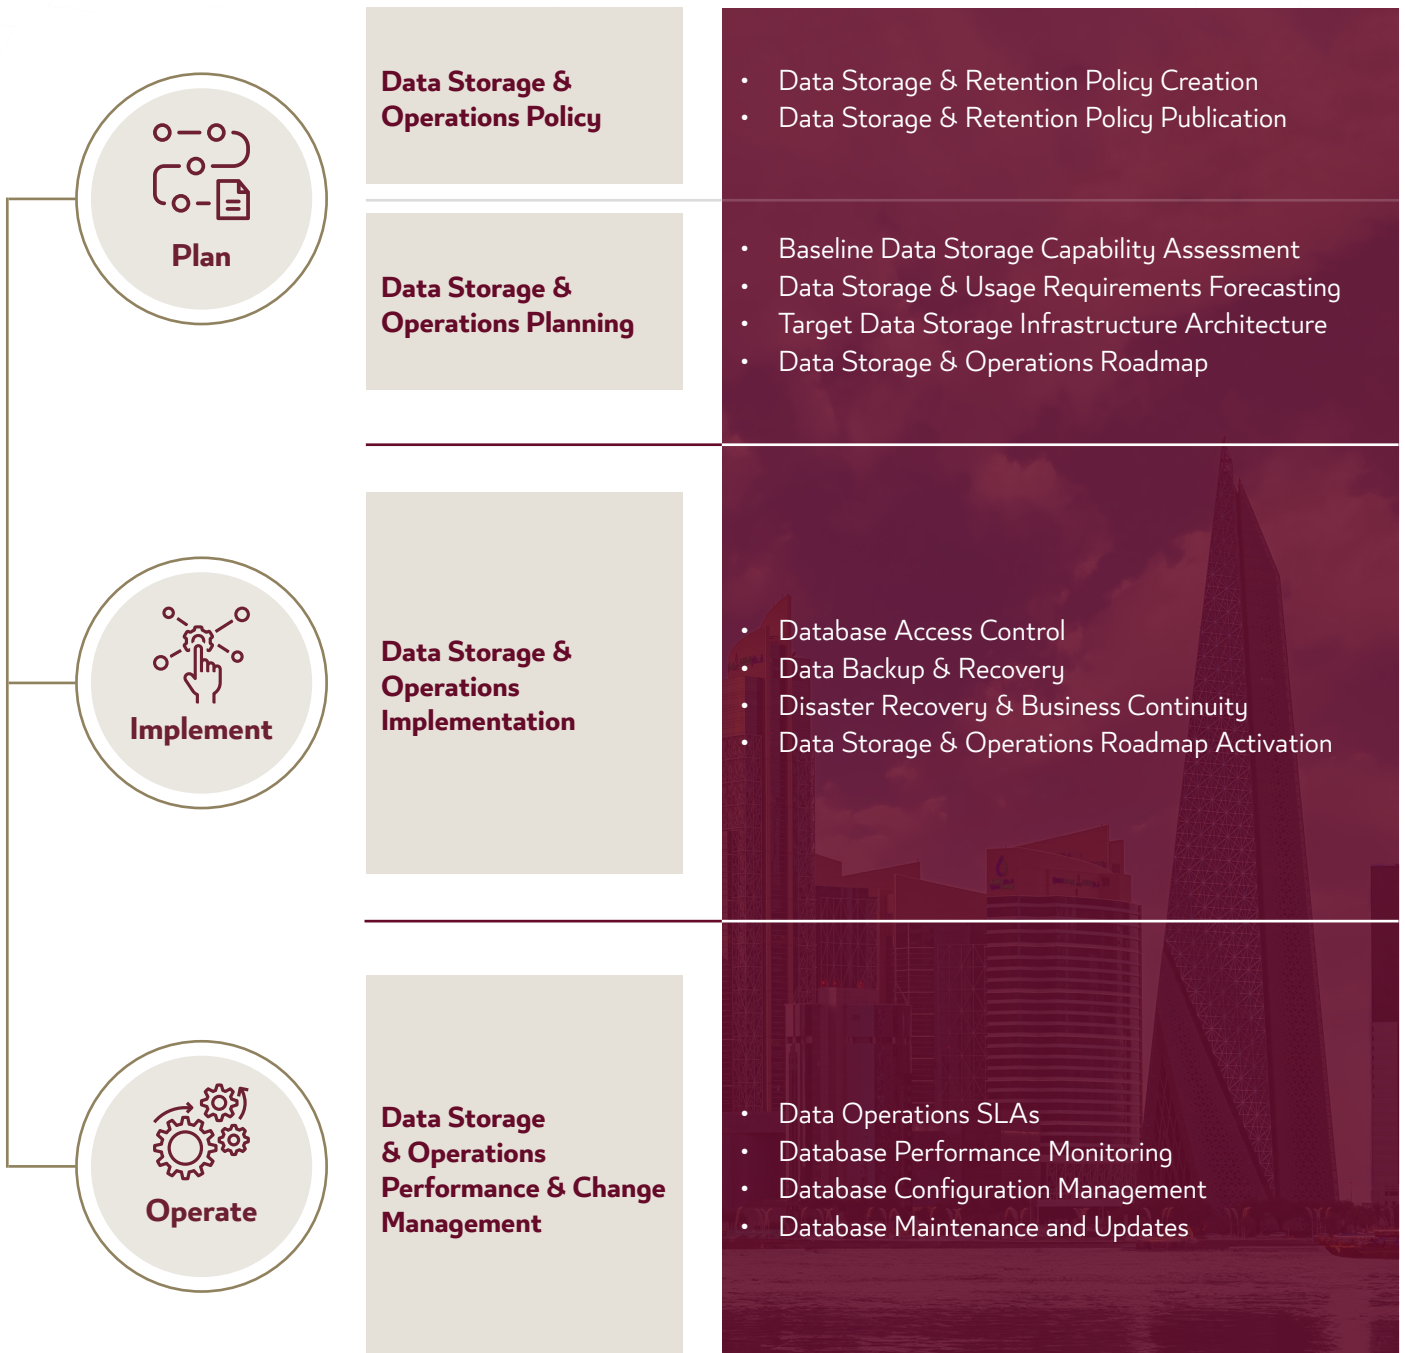 Plan
Data Storage &
Operations Policy
• Data Storage & Retention Policy Creation
• Data Storage & Retention Policy Publication
Data Storage &
Operations Planning
• Baseline Data Storage Capability Assessment
• Data Storage & Usage Requirements Forecasting
• Target Data Storage Infrastructure Architecture
• Data Storage & Operations Roadmap
Implement
Data Storage &
Operations
Implementation
• Database Access Control
• Data Backup & Recovery
• Disaster Recovery & Business Continuity
• Data Storage & Operations Roadmap Activation
Operate
Data Storage
& Operations
Performance & Change
Management
• Data Operations SLAs
• Database Performance Monitoring
• Database Configuration Management
• Database Maintenance and Updates